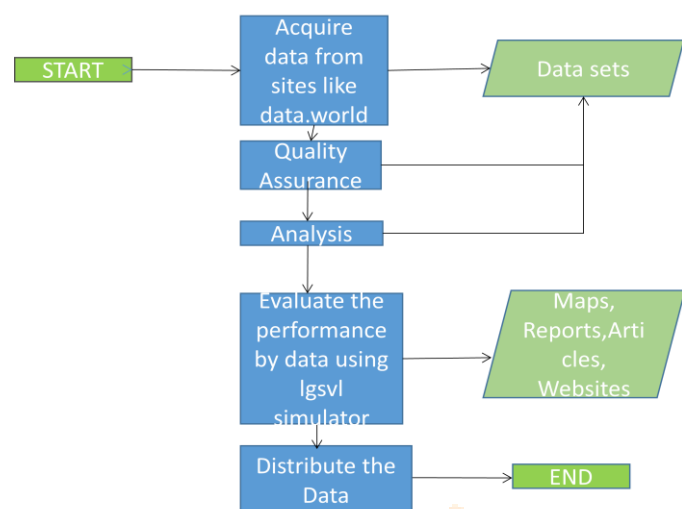 START
Acquire
data from
sites like
data.world
Data sets
Quality
Assurance
Analysis
Evaluate the
performance
by data using
lgsvl
simulator
Maps,
Reports,Arti
cles,
Websites
Distribute the
Data
END